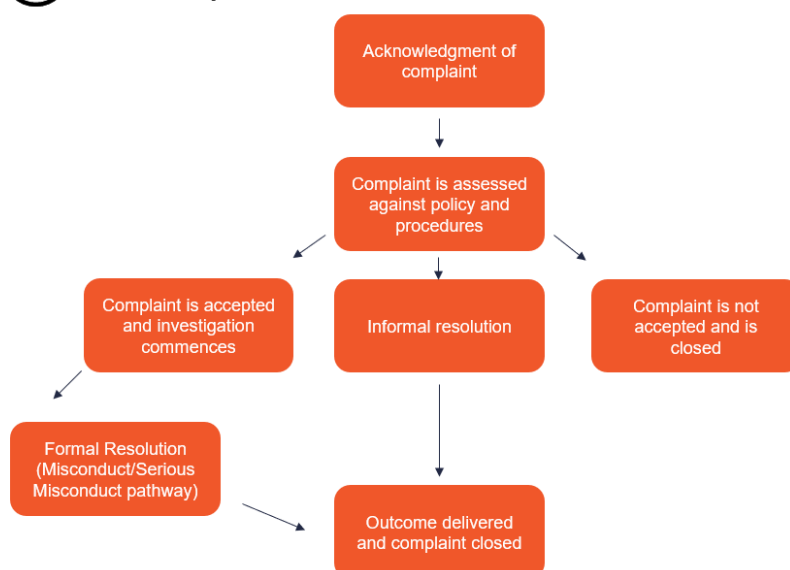 Acknowledgment of
complaint
Complaint is assessed
against policy and
procedures
Complaint is accepted
and investigation
commences
Informal resolution
Complaint is not
accepted and is
closed
Formal Resolution
(Misconduct/Serious
Misconduct pathway)
Outcome delivered
and complaint closed